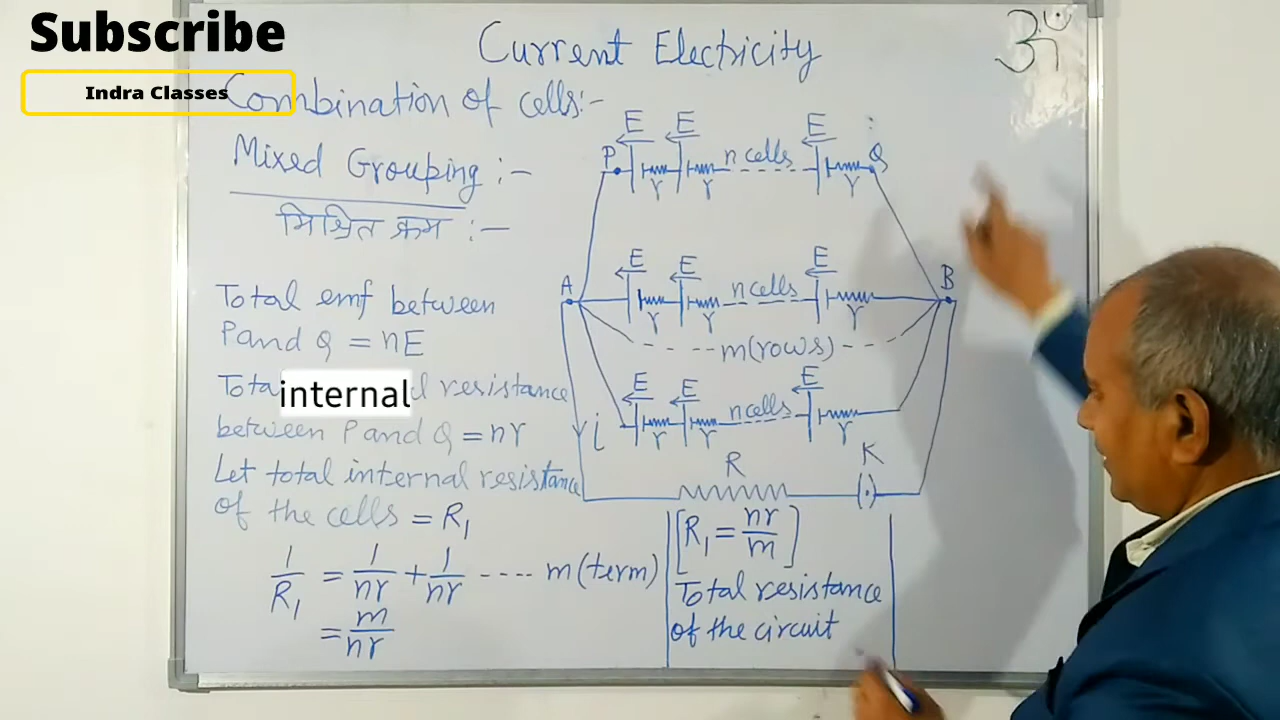 Subscribe
Indra Classes
Current Electricity
ॐ
Combination of cells:-
Mixed Grouping :-
मिश्रित क्रम :-
E E E
P n cells Q
r r r
Total emf between
P and Q = nE
Total internal resistance
between P and Q = nr
Let total internal resistance
of the cells = R₁
1/R₁ = 1/nr + 1/nr ---- m(term)
= m/nr
E E E
A n cells B
r r r
m(rows)
E E E
n cells
r r r
i
R K
[R₁ = nr/m]
Total resistance
of the circuit